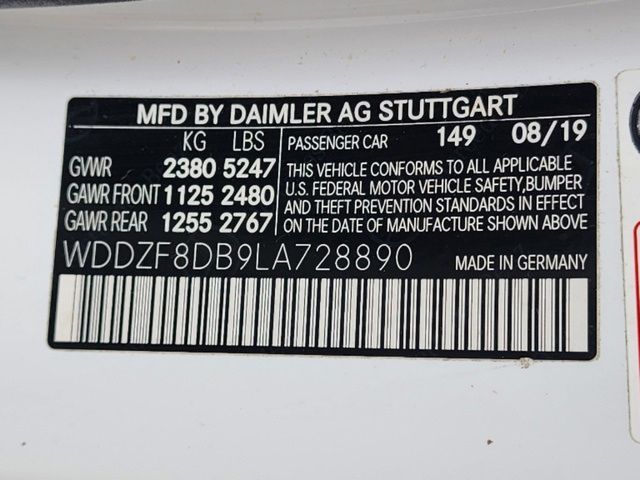 MFD BY DAIMLER AG STUTTGART
KG LBS
GVWR 2380 5247
GAWR FRONT 1125 2480
GAWR REAR 1255 2767
PASSENGER CAR 149 08/19
THIS VEHICLE CONFORMS TO ALL APPLICABLE
U.S. FEDERAL MOTOR VEHICLE SAFETY,BUMPER
AND THEFT PREVENTION STANDARDS IN EFFECT
ON THE DATE OF MANUFACTURE SHOWN ABOVE.
WDDZF8DB9LA728890 MADE IN GERMANY